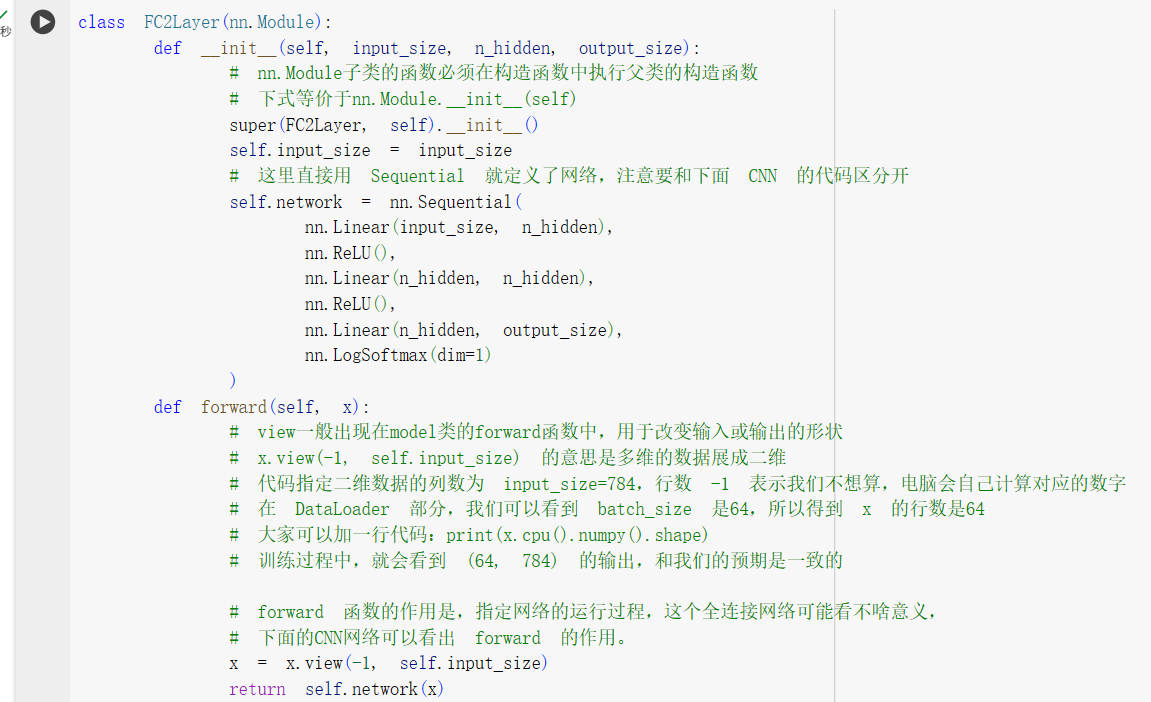 秒
class FC2Layer(nn.Module):
    def __init__(self, input_size, n_hidden, output_size):
        # nn.Module子类的函数必须在构造函数中执行父类的构造函数
        # 下式等价于nn.Module.__init__(self)
        super(FC2Layer, self).__init__()
        self.input_size = input_size
        # 这里直接用 Sequential 就定义了网络，注意要和下面 CNN 的代码区分开
        self.network = nn.Sequential(
            nn.Linear(input_size, n_hidden),
            nn.ReLU(),
            nn.Linear(n_hidden, n_hidden),
            nn.ReLU(),
            nn.Linear(n_hidden, output_size),
            nn.LogSoftmax(dim=1)
        )
    def forward(self, x):
        # view一般出现在model类的forward函数中，用于改变输入或输出的形状
        # x.view(-1, self.input_size) 的意思是多维的数据展成二维
        # 代码指定二维数据的列数为 input_size=784，行数 -1 表示我们不想算，电脑会自己计算对应的数字
        # 在 DataLoader 部分，我们可以看到 batch_size 是64，所以得到 x 的行数是64
        # 大家可以加一行代码：print(x.cpu().numpy().shape)
        # 训练过程中，就会看到 (64, 784) 的输出，和我们的预期是一致的
        # forward 函数的作用是，指定网络的运行过程，这个全连接网络可能看不啥意义，
        # 下面的CNN网络可以看出 forward 的作用。
        x = x.view(-1, self.input_size)
        return self.network(x)